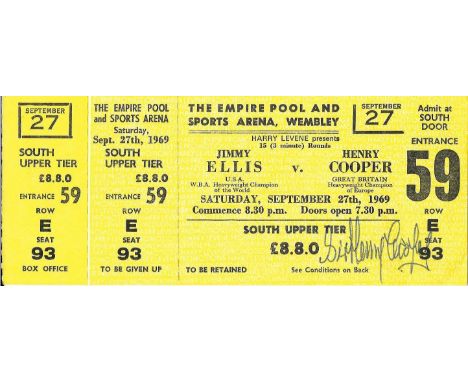 SEPTEMBER
27
SOUTH
UPPER TIER
£8.8.0
ENTRANCE 59
ROW
E
SEAT
93
BOX OFFICE
THE EMPIRE POOL
AND SPORTS ARENA
Saturday,
Sept. 27th, 1969
SOUTH
UPPER TIER
£8.8.0
ENTRANCE 59
ROW
E
SEAT
93
TO BE GIVEN UP
THE EMPIRE POOL AND
SPORTS ARENA, WEMBLEY
HARRY LEVENE presents
15 (3 minute) Rounds
SEPTEMBER
27
JIMMY HENRY
ELLIS v. COOPER
U.S.A. GREAT BRITAIN
W.B.A. Heavyweight Champion Heavyweight Champion
of the World of Europe
SATURDAY, SEPTEMBER 27th, 1969
Commence 8.30 p.m. Doors open 7.30 p.m.
SOUTH UPPER TIER
£8.8.0
Sir Henry Cooper
TO BE RETAINED See Conditions on Back
Admit at
SOUTH
DOOR
ENTRANCE
59
ROW
E
SEAT
93